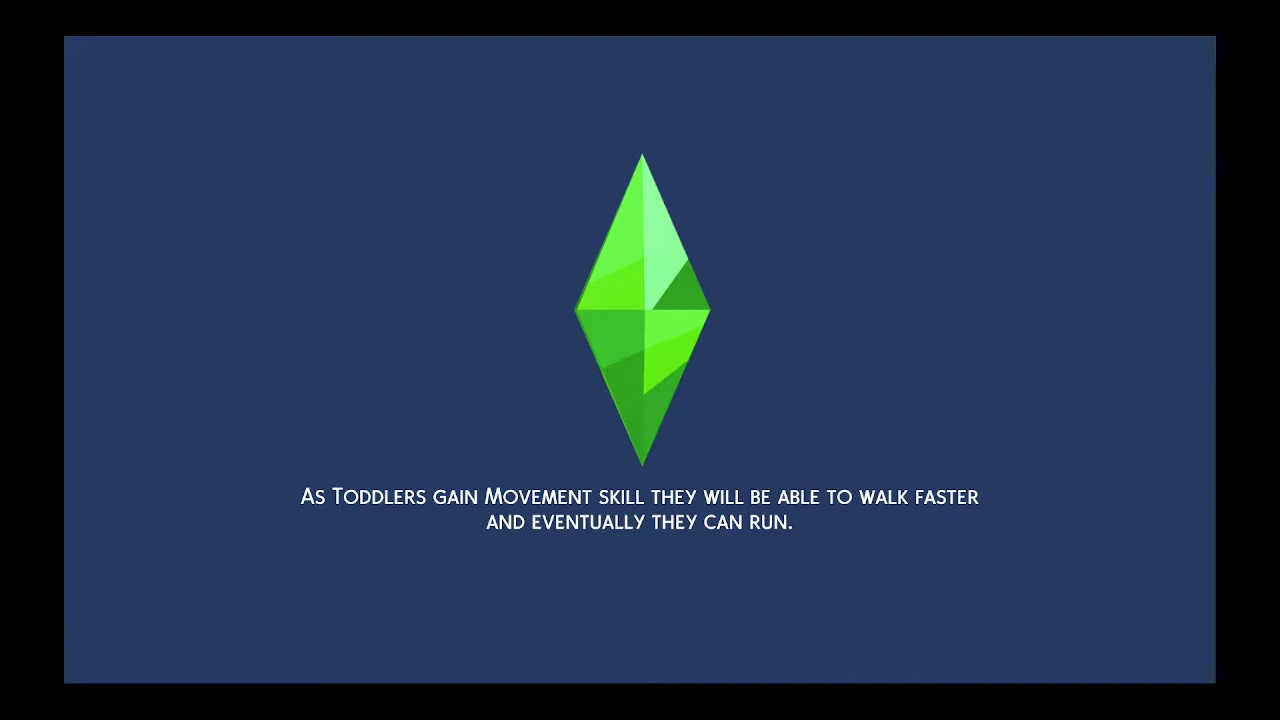 As Toddlers gain Movement skill they will be able to walk faster
and eventually they can run.